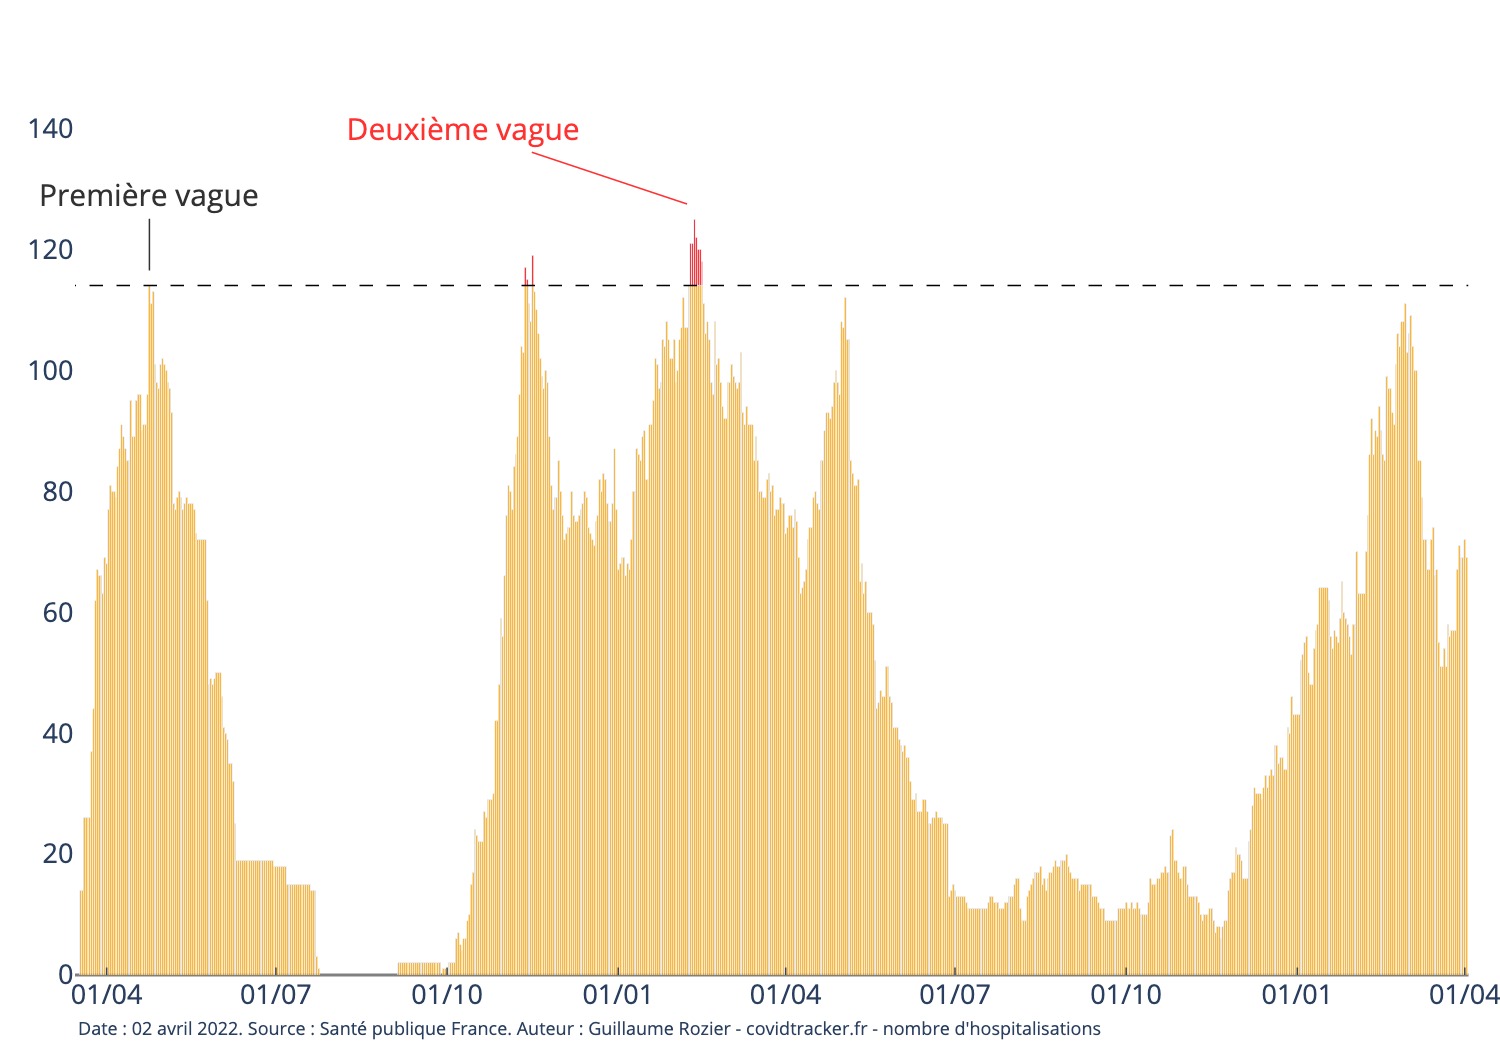 140
Deuxième vague
Première vague
120
100
80
60
40
20
0
01/04 01/07 01/10 01/01 01/04 01/07 01/10 01/01 01/04
Date : 02 avril 2022. Source : Santé publique France. Auteur : Guillaume Rozier - covidtracker.fr - nombre d'hospitalisations